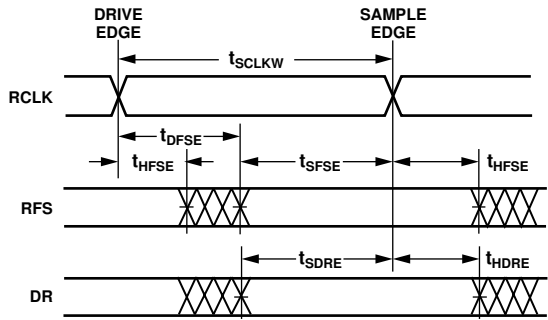 DRIVE
EDGE
SAMPLE
EDGE
tSCLKW
RCLK
tDFSE
tHFSE
tSFSE
tHFSE
RFS
tSDRE
tHDRE
DR